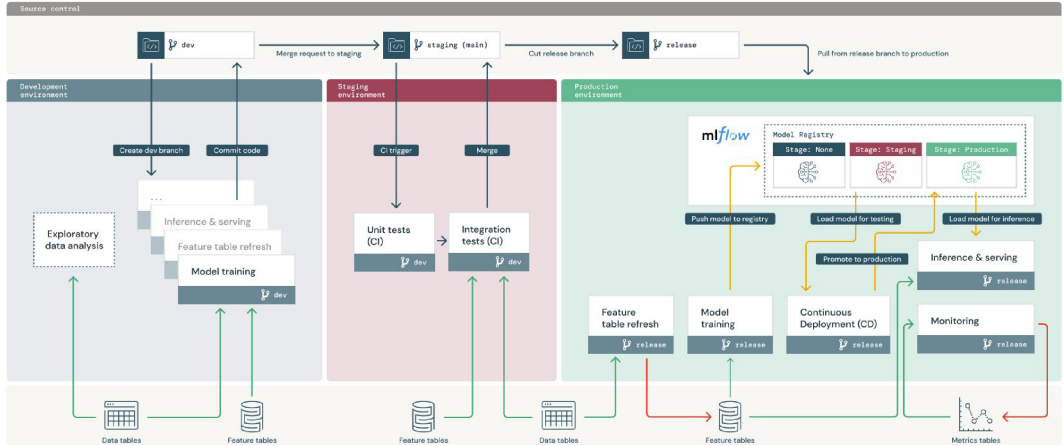 Source control
dev
Merge request to staging
staging (main)
Cut release branch
release
Pull from release branch to production
Development
environment
Staging
environment
Production
environment
mlflow
Model Registry
Stage: None
Stage: Staging
Stage: Production
Create dev branch
Commit code
CI trigger
Merge
Push model to registry
Load model for testing
Load model for inference
Promote to production
...
Inference & serving
Feature table refresh
Model training
dev
Exploratory
data analysis
Unit tests
(CI)
dev
Integration
tests (CI)
dev
Feature
table refresh
release
Model
training
release
Continuous
Deployment (CD)
release
Inference & serving
release
Monitoring
release
Data tables
Feature tables
Feature tables
Data tables
Feature tables
Metrics tables